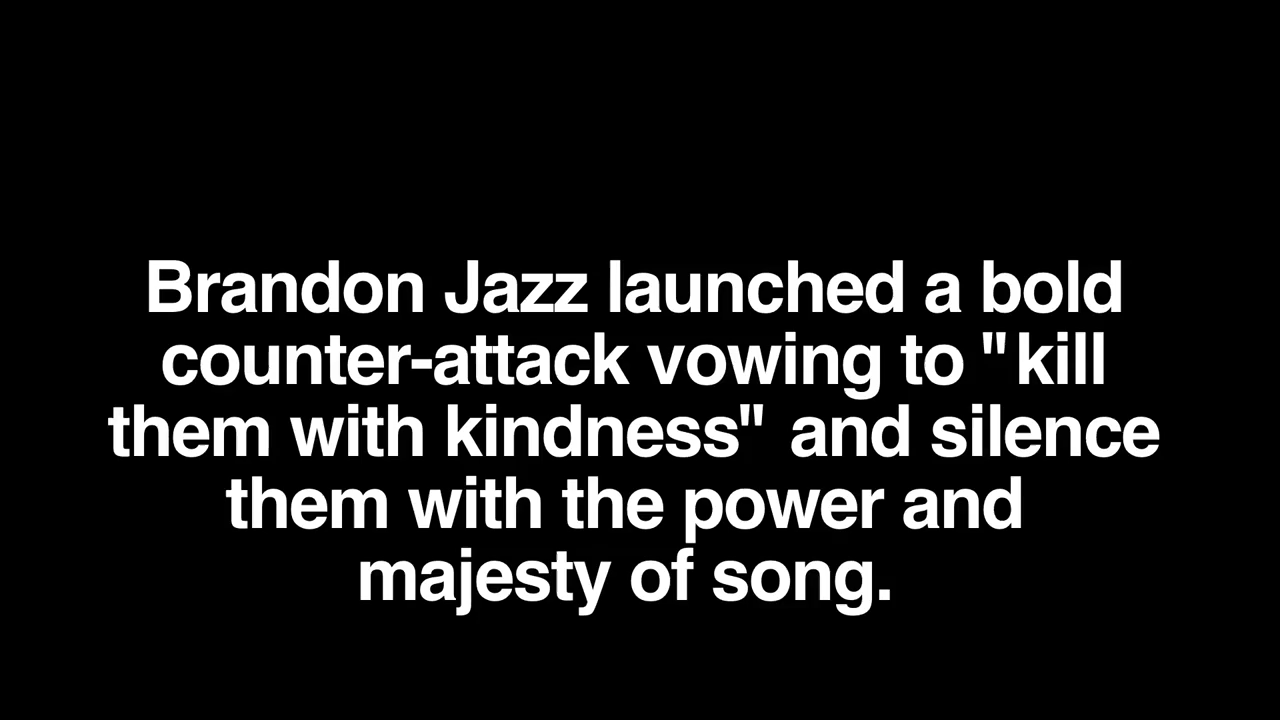 Brandon Jazz launched a bold
counter-attack vowing to "kill
them with kindness" and silence
them with the power and
majesty of song.